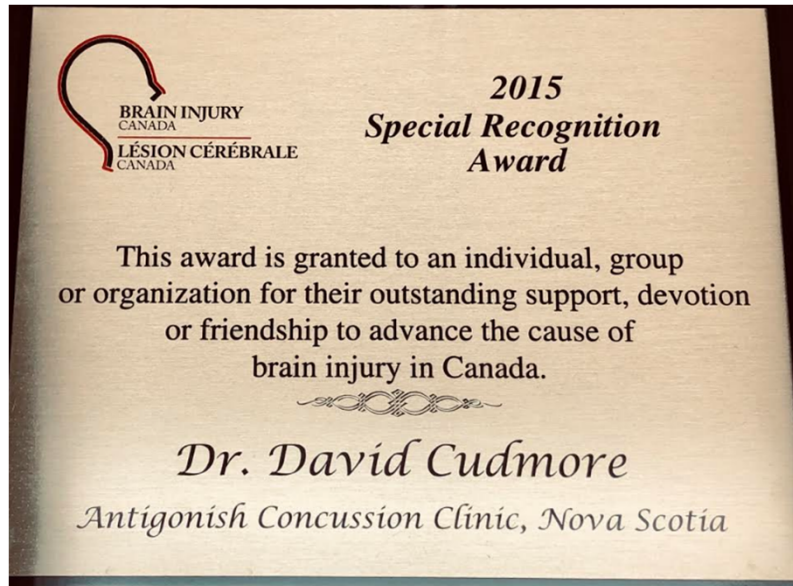 BRAIN INJURY
CANADA
LÉSION CÉRÉBRALE
CANADA
2015
Special Recognition
Award
This award is granted to an individual, group
or organization for their outstanding support, devotion
or friendship to advance the cause of
brain injury in Canada.
Dr. David Cudmore
Antigonish Concussion Clinic, Nova Scotia